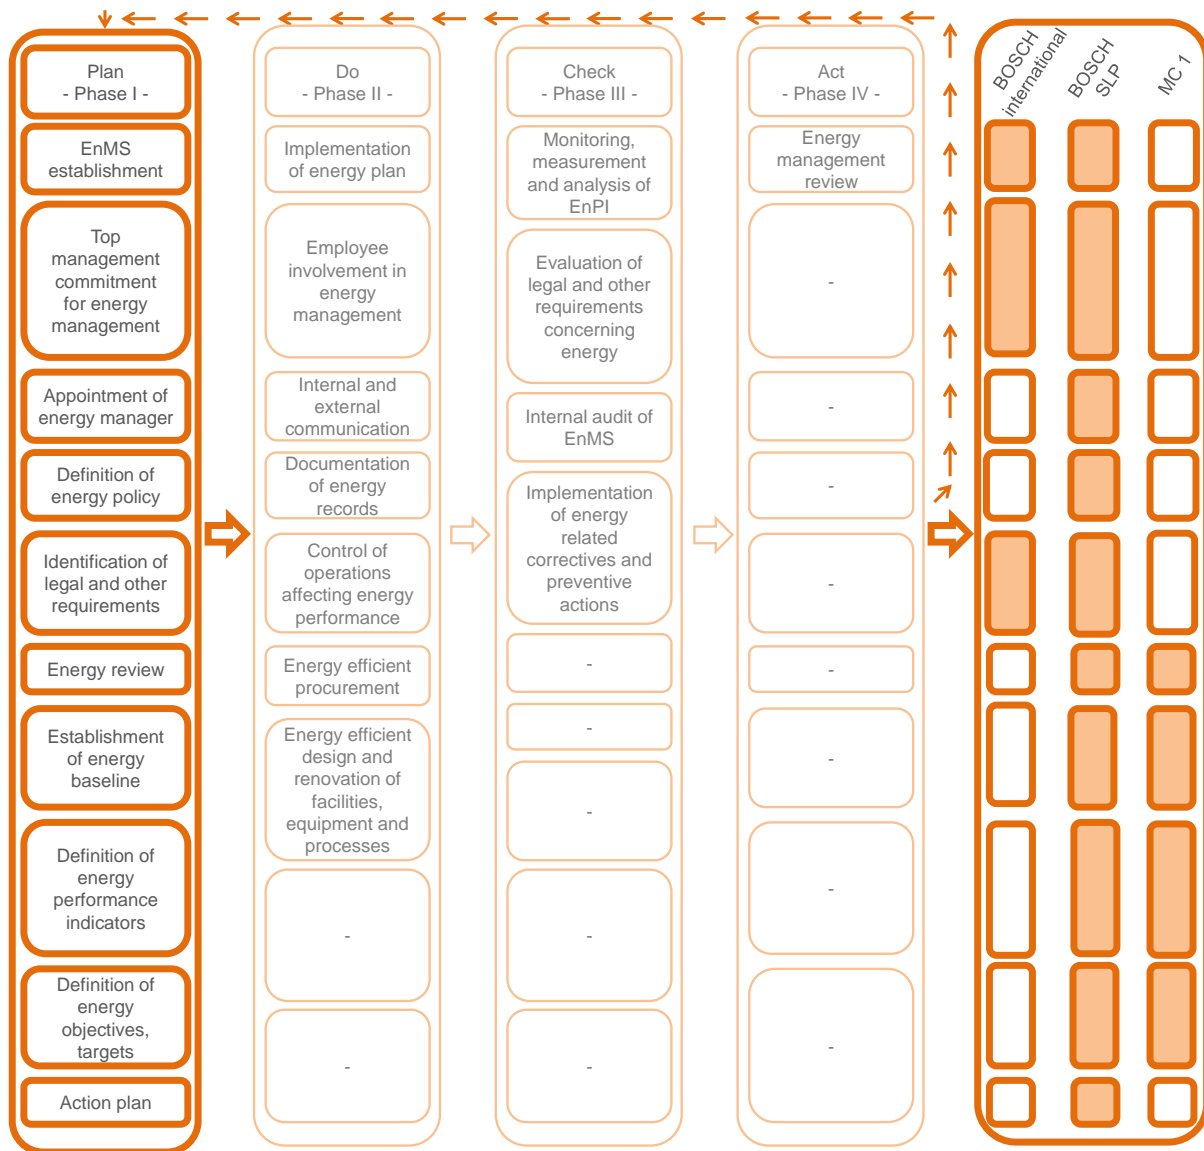 Plan
- Phase I -
EnMS
establishment
Top
management
commitment
for energy
management
Appointment of
energy manager
Definition of
energy policy
Identification of
legal and other
requirements
Energy review
Establishment
of energy
baseline
Definition of
energy
performance
indicators
Definition of
energy
objectives,
targets
Action plan
Do
- Phase II -
Implementation
of energy plan
Employee
involvement in
energy
management
Internal and
external
communication
Documentation
of energy
records
Control of
operations
affecting energy
performance
Energy efficient
procurement
Energy efficient
design and
renovation of
facilities,
equipment and
processes
-
-
Check
- Phase III -
Monitoring,
measurement
and analysis of
EnPI
Evaluation of
legal and other
requirements
concerning
energy
Internal audit of
EnMS
Implementation
of energy
related
correctives and
preventive
actions
-
-
-
-
-
Act
- Phase IV -
Energy
management
review
-
-
-
-
-
-
-
-
BOSCH
international
BOSCH
SLP
MC 1